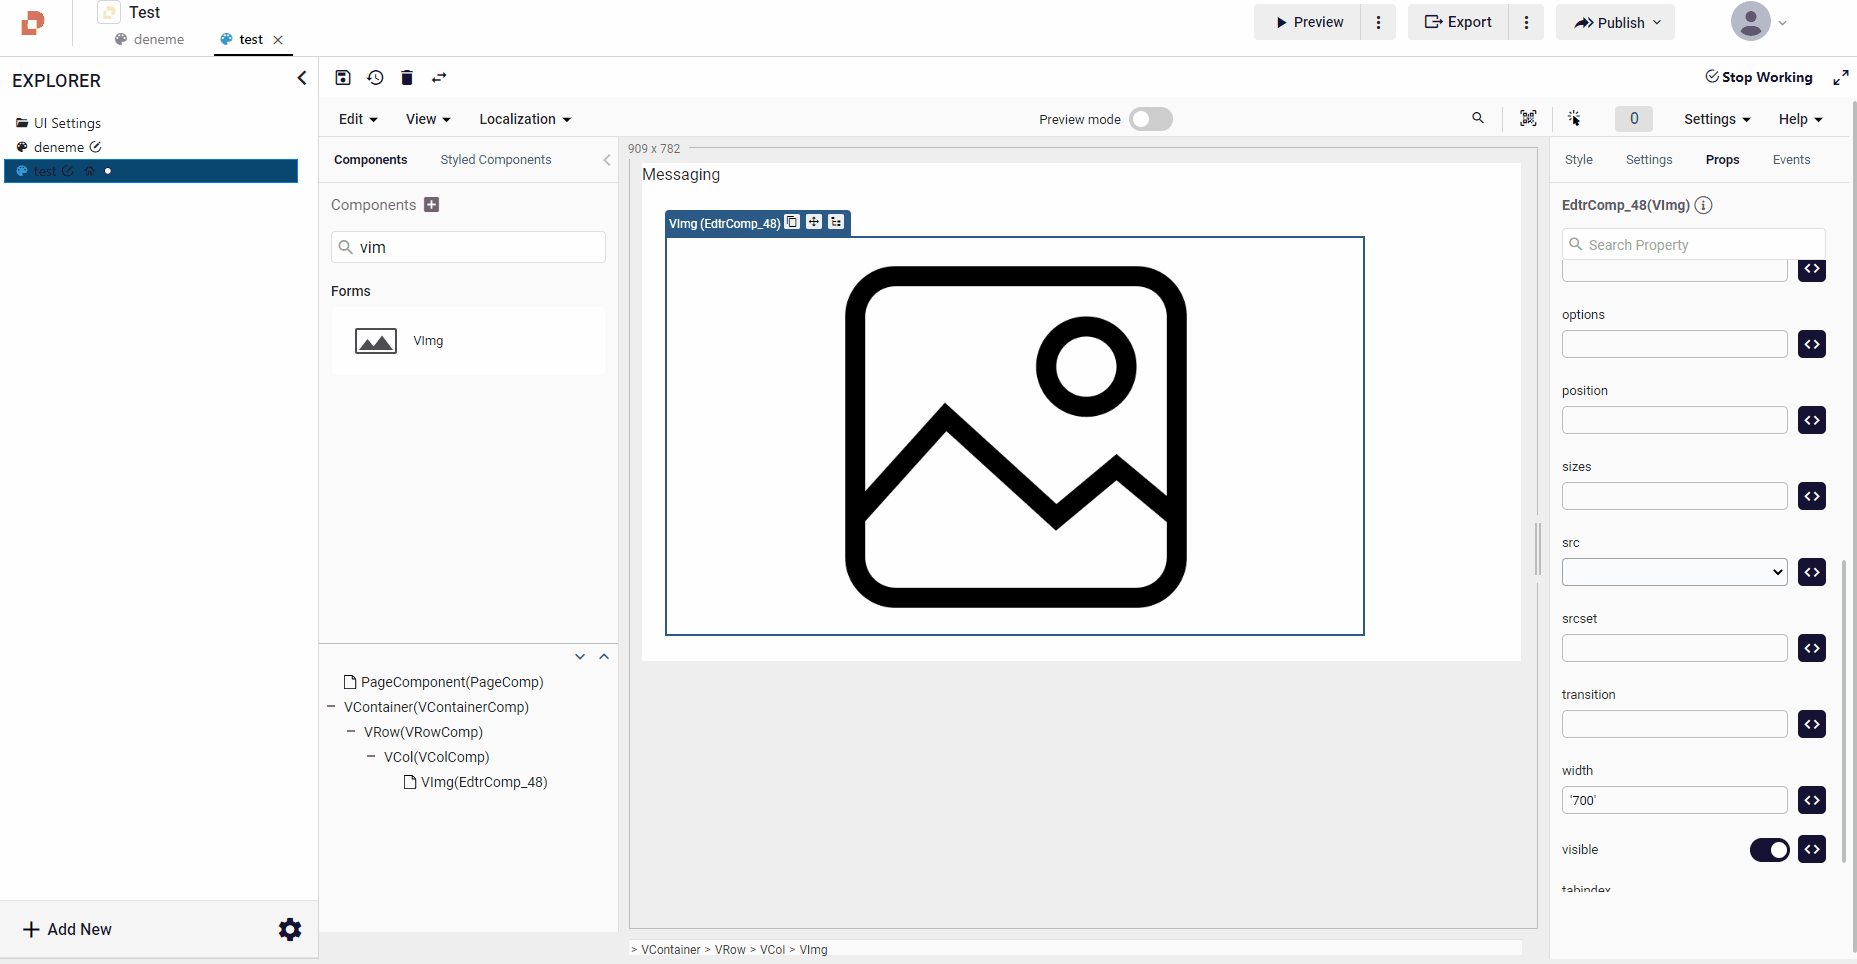 Test
deneme
test
Preview
Export
Publish
EXPLORER
UI Settings
deneme
test
Add New
Stop Working
Edit
View
Localization
Preview mode
0
Settings
Help
Components
Styled Components
Components
vim
Forms
VImg
PageComponent(PageComp)
VContainer(VContainerComp)
VRow(VRowComp)
VCol(VColComp)
VImg(EdtrComp_48)
909 x 782
Messaging
VImg (EdtrComp_48)
> VContainer > VRow > VCol > VImg
Style
Settings
Props
Events
EdtrComp_48(VImg)
Search Property
options
position
sizes
src
srcset
transition
width
'700'
visible
tabindex